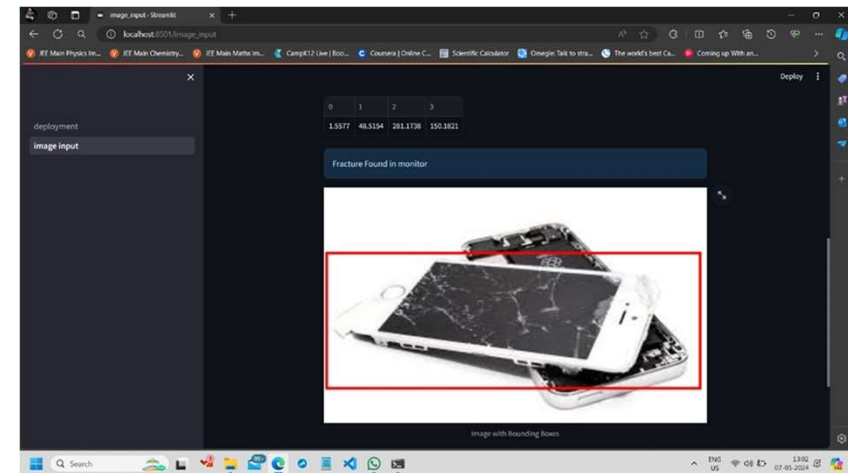 image_input - Streamlit
localhost:8501/image_input
JEE Main Physics Im...
JEE Main Chemistry...
JEE Main Maths Im...
CampK12 Live | Boo...
Coursera | Online C...
Scientific Calculator
Omegle: Talk to stra...
The world's best Ca...
Coming up With an...
Deploy
deployment
image input
0 1 2 3
1.5577 48.5154 281.1738 150.1821
Fracture Found in monitor
Image with Bounding Boxes
Search
ENG
US
13:02
07-05-2024